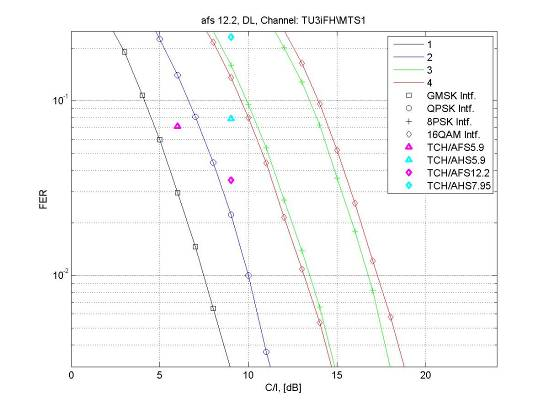 afs 12.2, DL, Channel: TU3iFH\MTS1
1
2
3
4
GMSK Intf.
QPSK Intf.
8PSK Intf.
16QAM Intf.
TCH/AFS5.9
TCH/AHS5.9
TCH/AFS12.2
TCH/AHS7.95
FER
10-1
10-2
0
5
10
15
20
C/I, [dB]